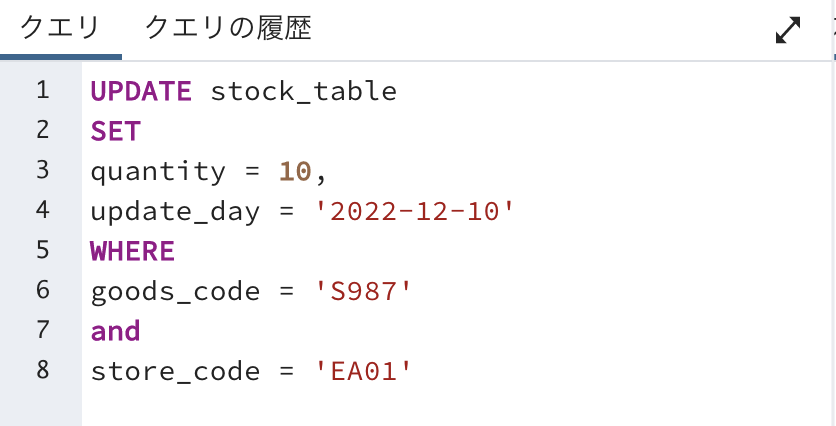 クエリ クエリの履歴
1 UPDATE stock_table
2 SET
3 quantity = 10,
4 update_day = '2022-12-10'
5 WHERE
6 goods_code = 'S987'
7 and
8 store_code = 'EA01'